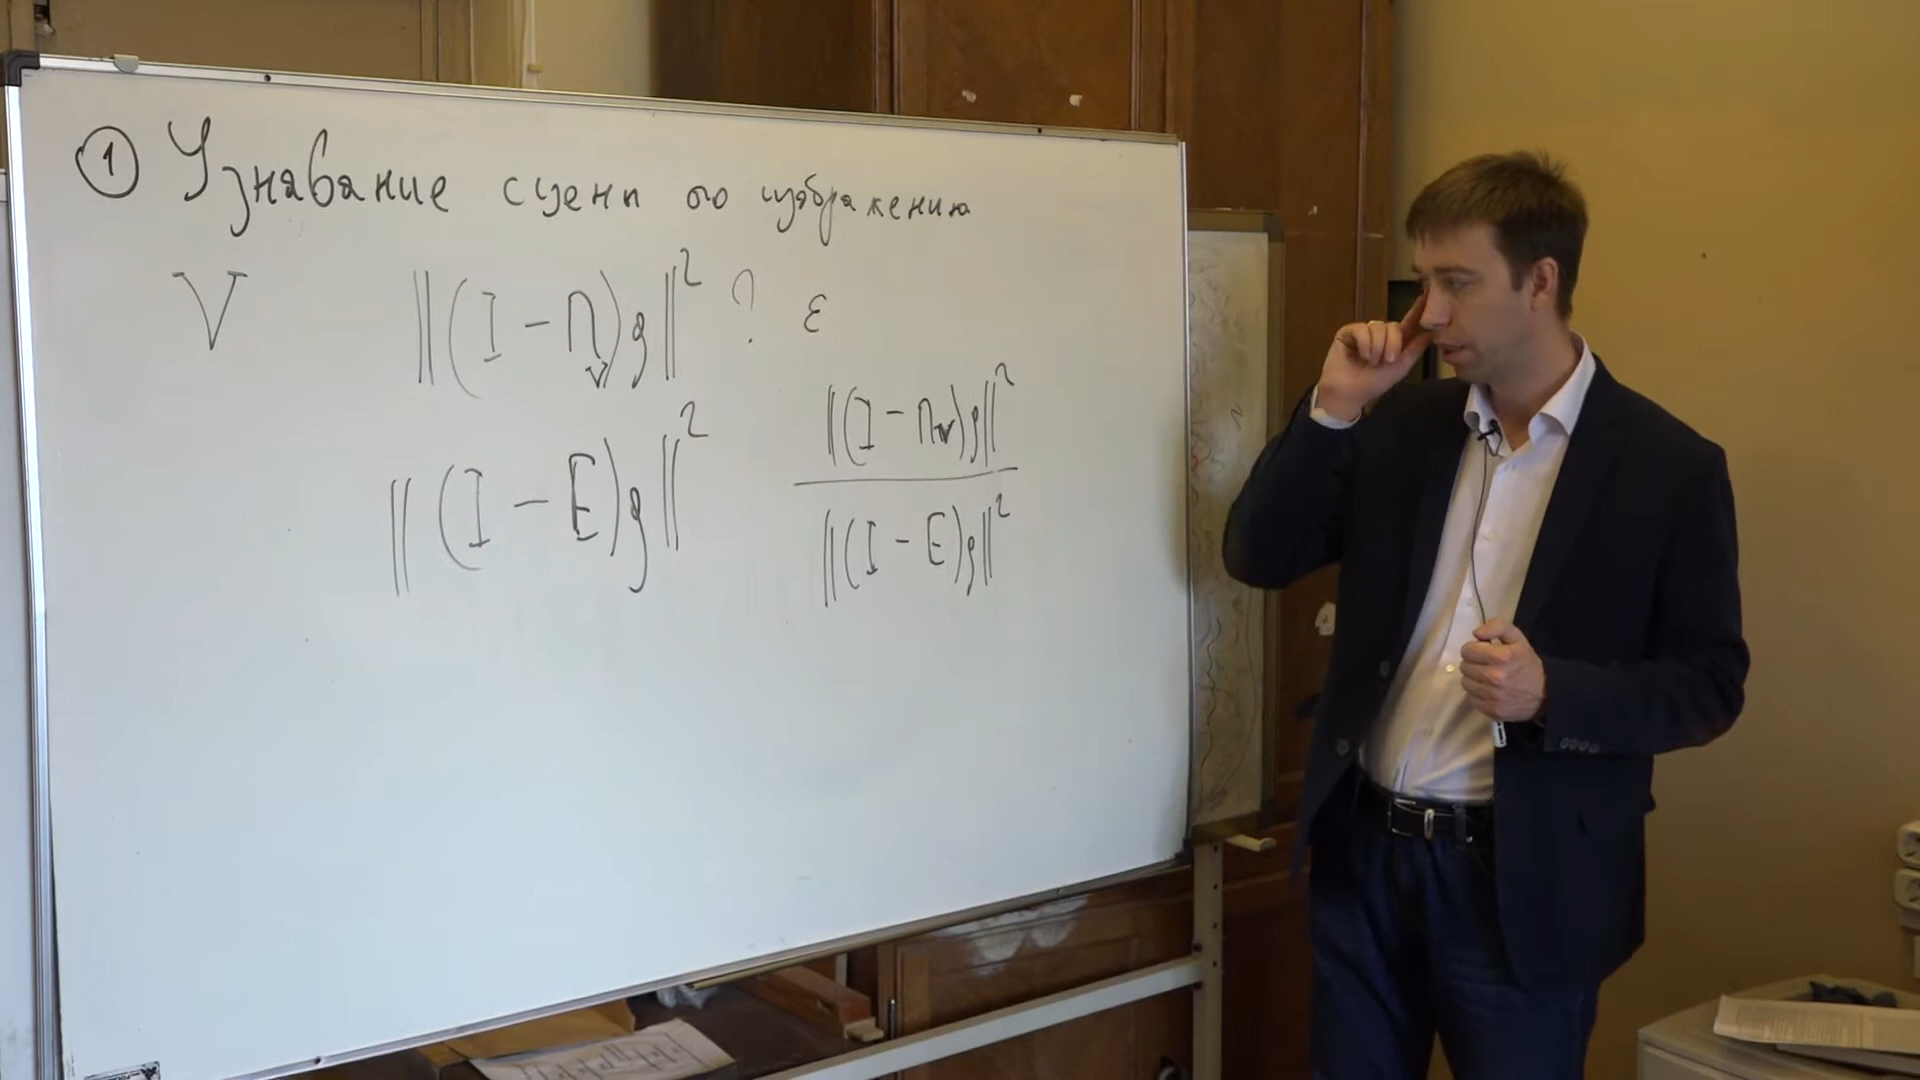 ① Узнавание сцены по изображению
V ‖(I − П_V)g‖² ? ε
‖(I − E)g‖²
‖(I − П_V)g‖²
‖(I − E)g‖²